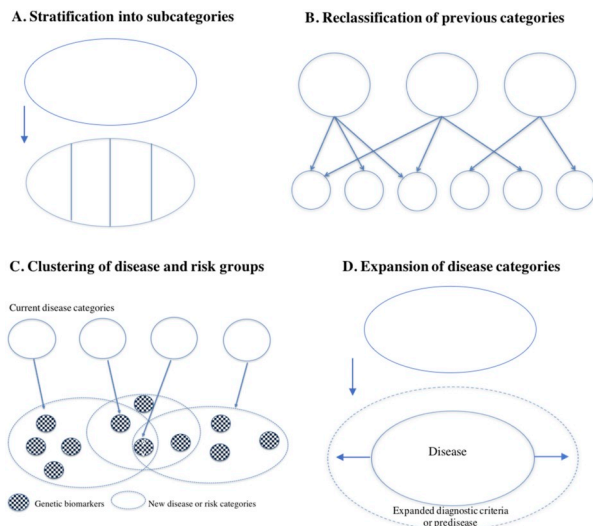 A. Stratification into subcategories
B. Reclassification of previous categories
C. Clustering of disease and risk groups
Current disease categories
Genetic biomarkers
New disease or risk categories
D. Expansion of disease categories
Disease
Expanded diagnostic criteria
or predisease